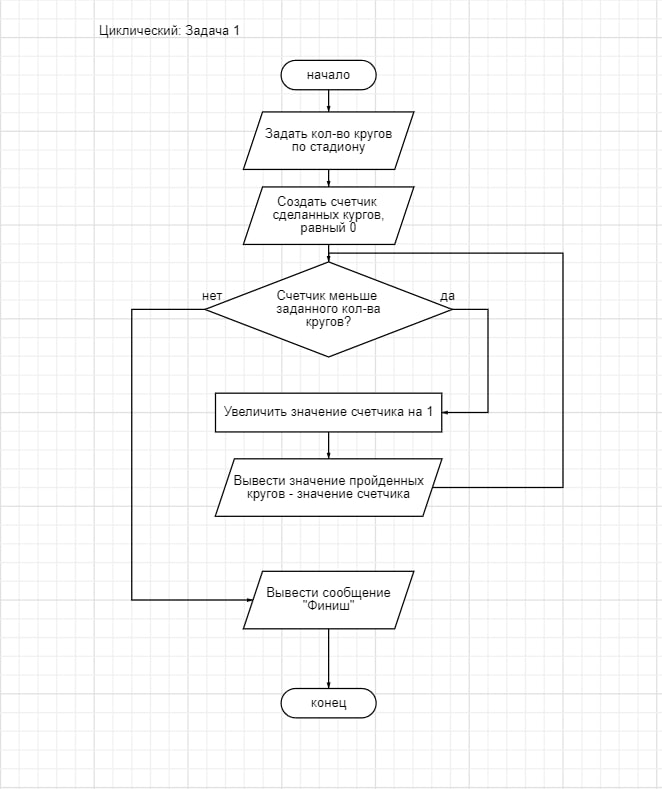 Циклический: Задача 1
начало
Задать кол-во кругов
по стадиону
Создать счетчик
сделанных кургов,
равный 0
нет
да
Счетчик меньше
заданного кол-ва
кругов?
Увеличить значение счетчика на 1
Вывести значение пройденных
кругов - значение счетчика
Вывести сообщение
"Финиш"
конец